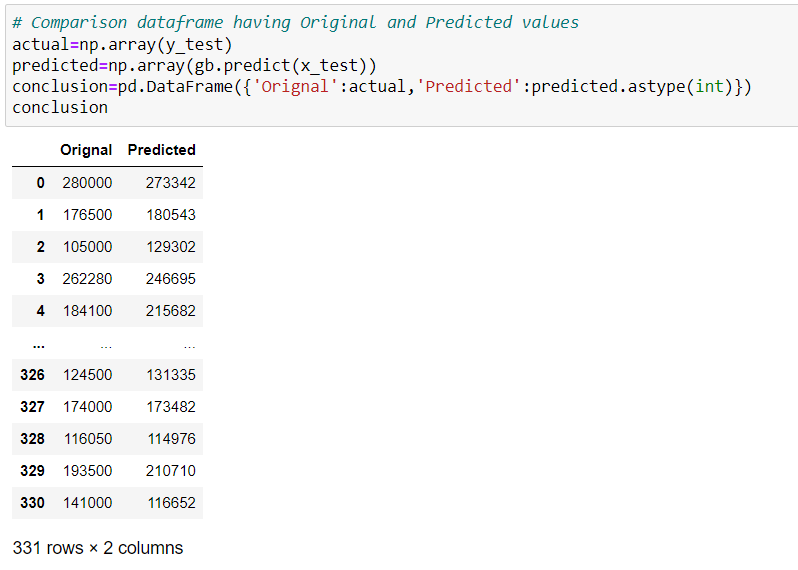 # Comparison dataframe having Original and Predicted values
actual=np.array(y_test)
predicted=np.array(gb.predict(x_test))
conclusion=pd.DataFrame({'Orignal':actual,'Predicted':predicted.astype(int)})
conclusion
Orignal Predicted
0 280000 273342
1 176500 180543
2 105000 129302
3 262280 246695
4 184100 215682
... ... ...
326 124500 131335
327 174000 173482
328 116050 114976
329 193500 210710
330 141000 116652
331 rows × 2 columns